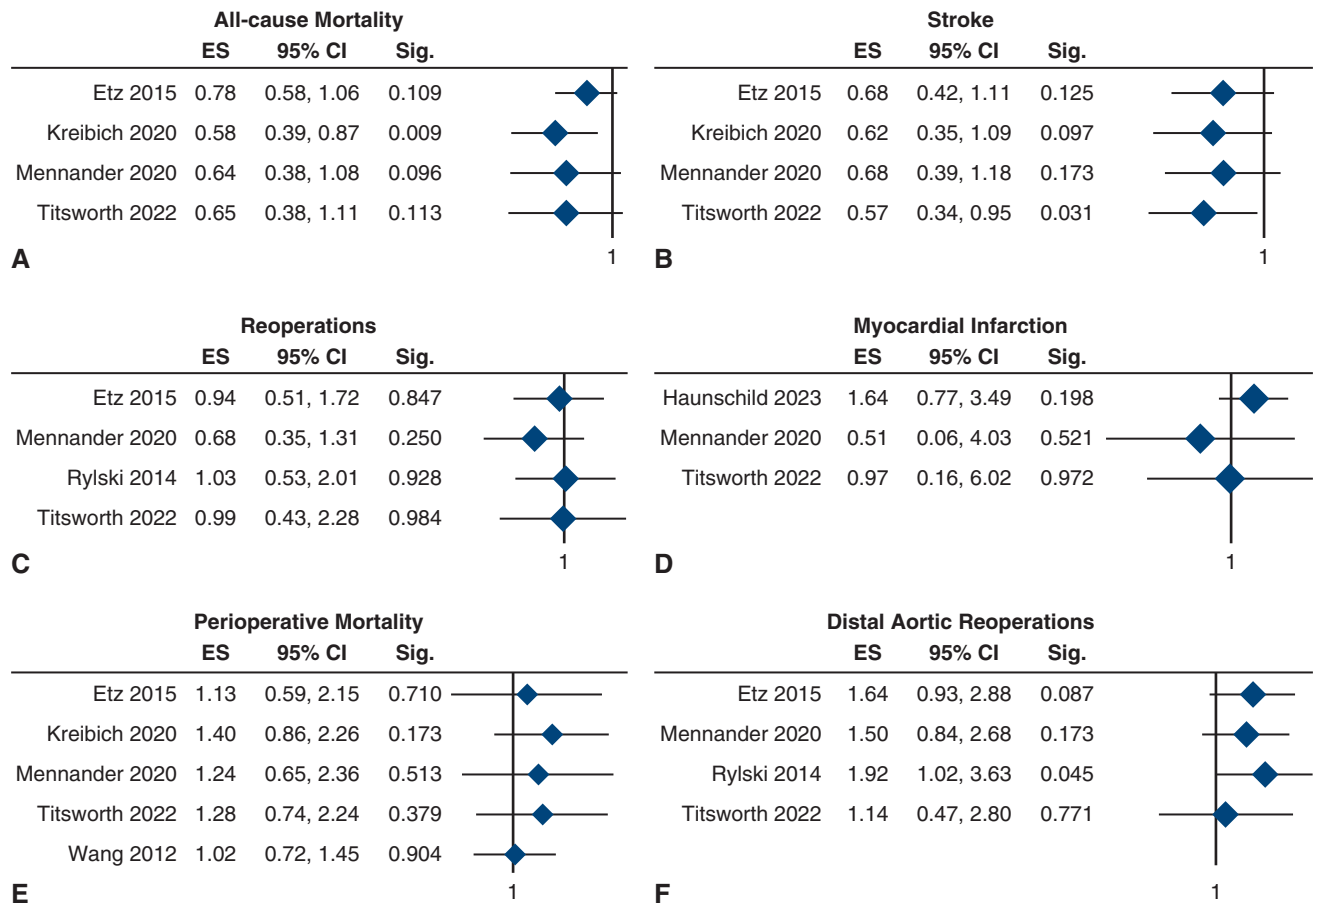 All-cause Mortality
ES 95% CI Sig.
Etz 2015 0.78 0.58, 1.06 0.109
Kreibich 2020 0.58 0.39, 0.87 0.009
Mennander 2020 0.64 0.38, 1.08 0.096
Titsworth 2022 0.65 0.38, 1.11 0.113
1
A
Stroke
ES 95% CI Sig.
Etz 2015 0.68 0.42, 1.11 0.125
Kreibich 2020 0.62 0.35, 1.09 0.097
Mennander 2020 0.68 0.39, 1.18 0.173
Titsworth 2022 0.57 0.34, 0.95 0.031
1
B
Reoperations
ES 95% CI Sig.
Etz 2015 0.94 0.51, 1.72 0.847
Mennander 2020 0.68 0.35, 1.31 0.250
Rylski 2014 1.03 0.53, 2.01 0.928
Titsworth 2022 0.99 0.43, 2.28 0.984
1
C
Myocardial Infarction
ES 95% CI Sig.
Haunschild 2023 1.64 0.77, 3.49 0.198
Mennander 2020 0.51 0.06, 4.03 0.521
Titsworth 2022 0.97 0.16, 6.02 0.972
1
D
Perioperative Mortality
ES 95% CI Sig.
Etz 2015 1.13 0.59, 2.15 0.710
Kreibich 2020 1.40 0.86, 2.26 0.173
Mennander 2020 1.24 0.65, 2.36 0.513
Titsworth 2022 1.28 0.74, 2.24 0.379
Wang 2012 1.02 0.72, 1.45 0.904
1
E
Distal Aortic Reoperations
ES 95% CI Sig.
Etz 2015 1.64 0.93, 2.88 0.087
Mennander 2020 1.50 0.84, 2.68 0.173
Rylski 2014 1.92 1.02, 3.63 0.045
Titsworth 2022 1.14 0.47, 2.80 0.771
1
F